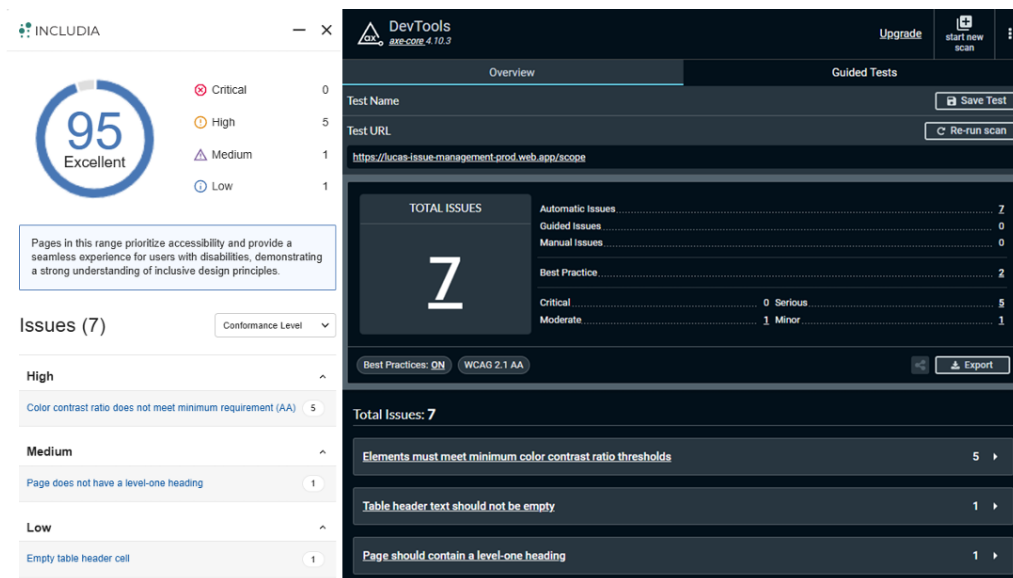 INCLUDIA
95
Excellent
Critical 0
High 5
Medium 1
Low 1
Pages in this range prioritize accessibility and provide a
seamless experience for users with disabilities, demonstrating
a strong understanding of inclusive design principles.
Issues (7)
Conformance Level
High
Color contrast ratio does not meet minimum requirement (AA) 5
Medium
Page does not have a level-one heading 1
Low
Empty table header cell 1
ax
DevTools
axe-core 4.10.3
Upgrade
start new
scan
Overview
Guided Tests
Test Name
Save Test
Test URL
Re-run scan
https://lucas-issue-management-prod.web.app/scope
TOTAL ISSUES
7
Automatic Issues 7
Guided Issues 0
Manual Issues 0
Best Practice 2
Critical 0 Serious 5
Moderate 1 Minor 1
Best Practices: ON
WCAG 2.1 AA
Export
Total Issues: 7
Elements must meet minimum color contrast ratio thresholds 5
Table header text should not be empty 1
Page should contain a level-one heading 1